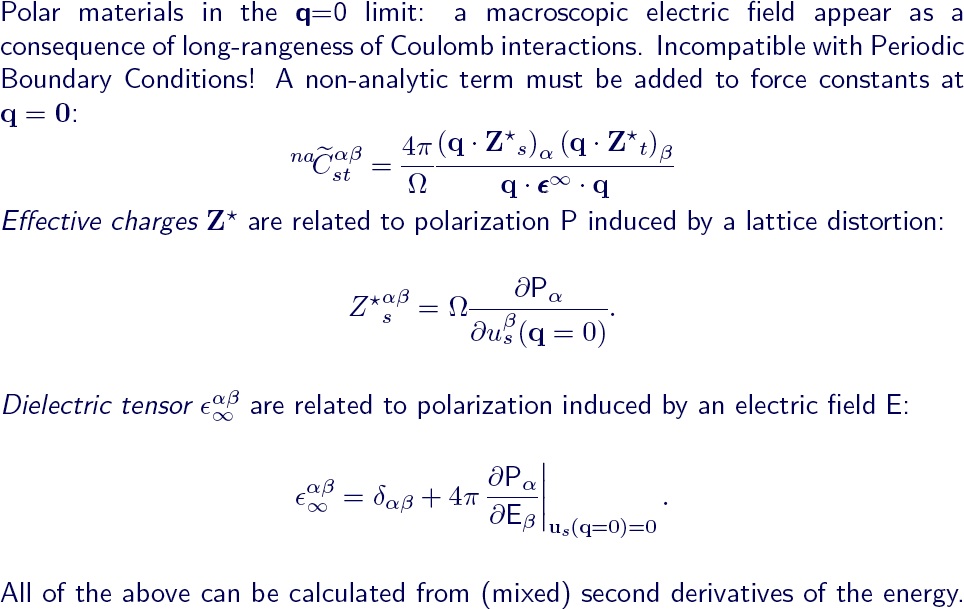 Polar materials in the q=0 limit: a macroscopic electric field appear as a
consequence of long-rangeness of Coulomb interactions. Incompatible with Periodic
Boundary Conditions! A non-analytic term must be added to force constants at
q = 0:
$^{na}\widetilde{C}_{st}^{\alpha\beta} = \frac{4\pi}{\Omega} \frac{(\mathbf{q}\cdot\mathbf{Z}^{\star}{}_{s})_{\alpha} (\mathbf{q}\cdot\mathbf{Z}^{\star}{}_{t})_{\beta}}{\mathbf{q}\cdot\boldsymbol{\epsilon}^{\infty}\cdot\mathbf{q}}$
Effective charges Z⋆ are related to polarization P induced by a lattice distortion:
$Z^{\star}{}_{s}^{\alpha\beta} = \Omega \frac{\partial \mathsf{P}_{\alpha}}{\partial u_{s}^{\beta}(\mathbf{q}=0)}.$
Dielectric tensor $\epsilon_{\infty}^{\alpha\beta}$ are related to polarization induced by an electric field E:
$\epsilon_{\infty}^{\alpha\beta} = \delta_{\alpha\beta} + 4\pi \left.\frac{\partial \mathsf{P}_{\alpha}}{\partial \mathsf{E}_{\beta}}\right|_{\mathbf{u}_{s}(\mathbf{q}=0)=0}.$
All of the above can be calculated from (mixed) second derivatives of the energy.